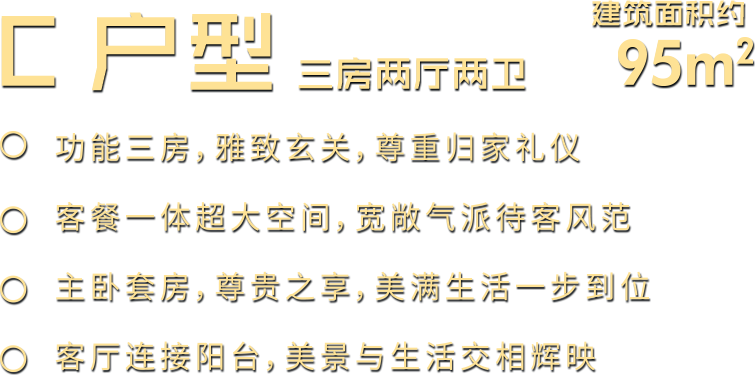 C 户型 三房两厅两卫
建筑面积约
95m²
功能三房，雅致玄关，尊重归家礼仪
客餐一体超大空间，宽敞气派待客风范
主卧套房，尊贵之享，美满生活一步到位
客厅连接阳台，美景与生活交相辉映